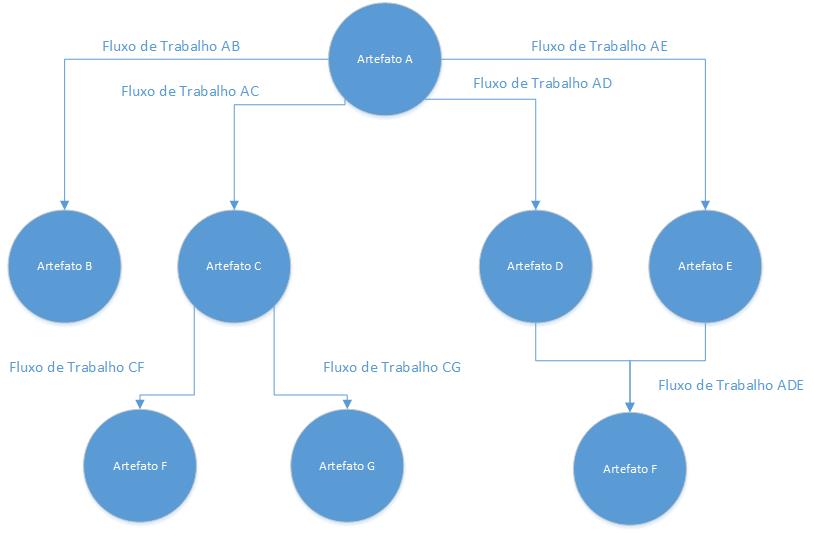 Fluxo de Trabalho AB
Artefato A
Fluxo de Trabalho AE
Fluxo de Trabalho AC
Fluxo de Trabalho AD
Artefato B
Artefato C
Artefato D
Artefato E
Fluxo de Trabalho CF
Fluxo de Trabalho CG
Fluxo de Trabalho ADE
Artefato F
Artefato G
Artefato F